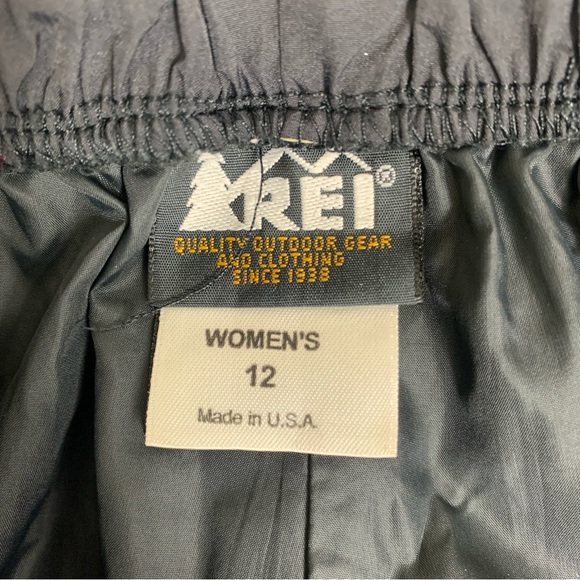 REI®
QUALITY OUTDOOR GEAR
AND CLOTHING
SINCE 1938
WOMEN'S
12
Made in U.S.A.